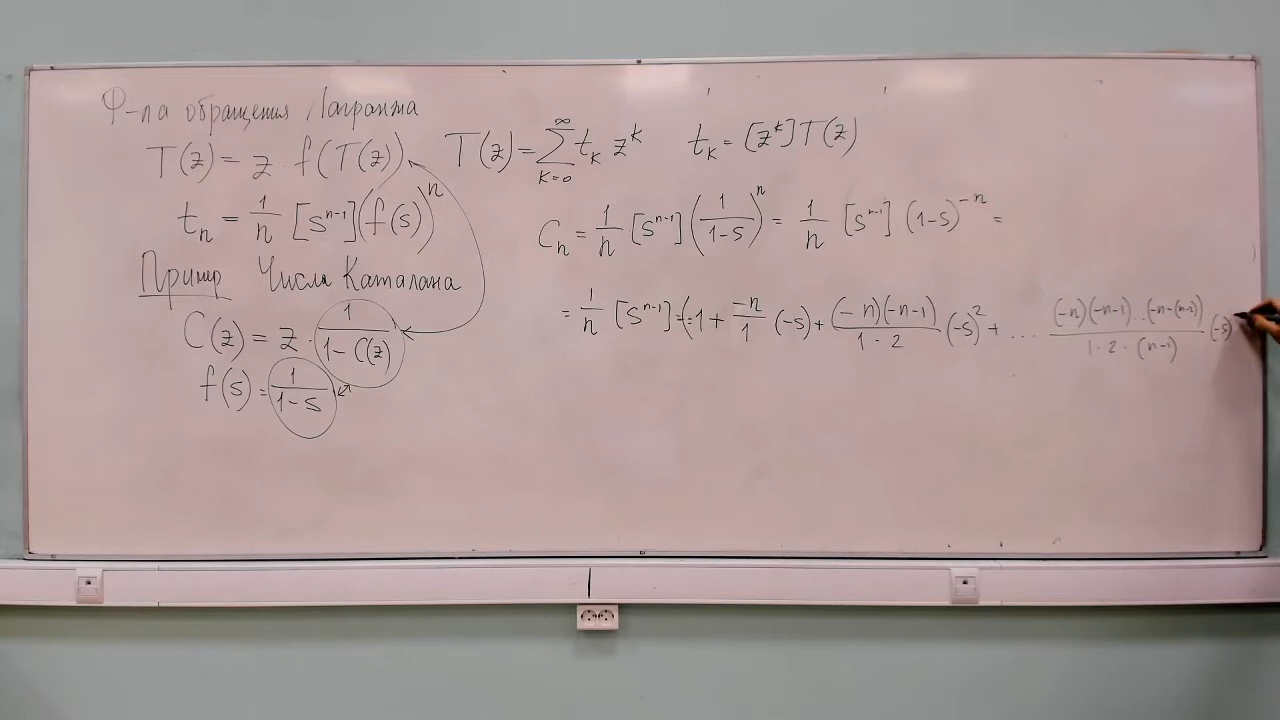 Ф-ла обращения Лагранжа
T(z) = z · f(T(z))
T(z) = ∑_{k=0}^{∞} t_k z^k
t_k = [z^k] T(z)
t_n = 1/n [s^{n-1}] (f(s))^n
Пример Числа Каталана
C(z) = z · 1/(1 - C(z))
f(s) = 1/(1-s)
C_n = 1/n [s^{n-1}] (1/(1-s))^n = 1/n [s^{n-1}] (1-s)^{-n} =
= 1/n [s^{n-1}] (1 + -n/1 (-s) + (-n)(-n-1)/(1·2) (-s)^2 + ... (-n)(-n-1)...(-n-(n-2))/(1·2·(n-1)) (-s)